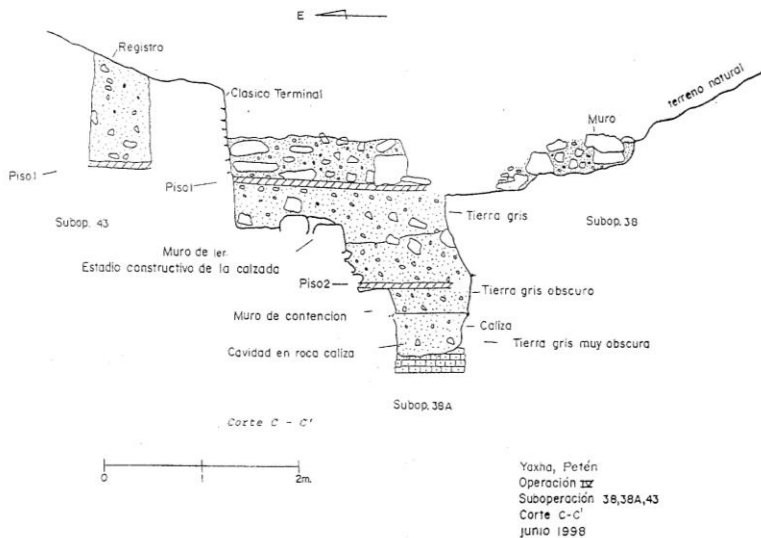 E
Registro
Clasico Terminal
terreno natural
Muro
Piso1
Piso1
Subop. 43
Tierra gris
Subop. 38
Muro de 1er.
Estadio constructivo de la calzada
Piso2
Tierra gris obscuro
Muro de contencion
Caliza
Cavidad en roca caliza
Tierra gris muy obscura
Subop. 38A
Corte C - C'
0 1 2m.
Yaxha, Petén
Operación IV
Suboperación 38,38A,43
Corte C-C'
junio 1998